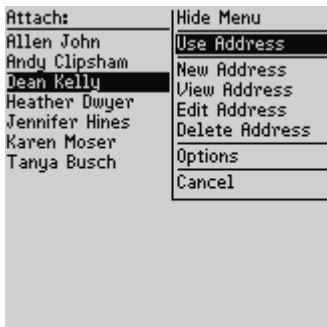 Attach:
Allen John
Andy Clipsham
Dean Kelly
Heather Dwyer
Jennifer Hines
Karen Moser
Tanya Busch
Hide Menu
Use Address
New Address
View Address
Edit Address
Delete Address
Options
Cancel